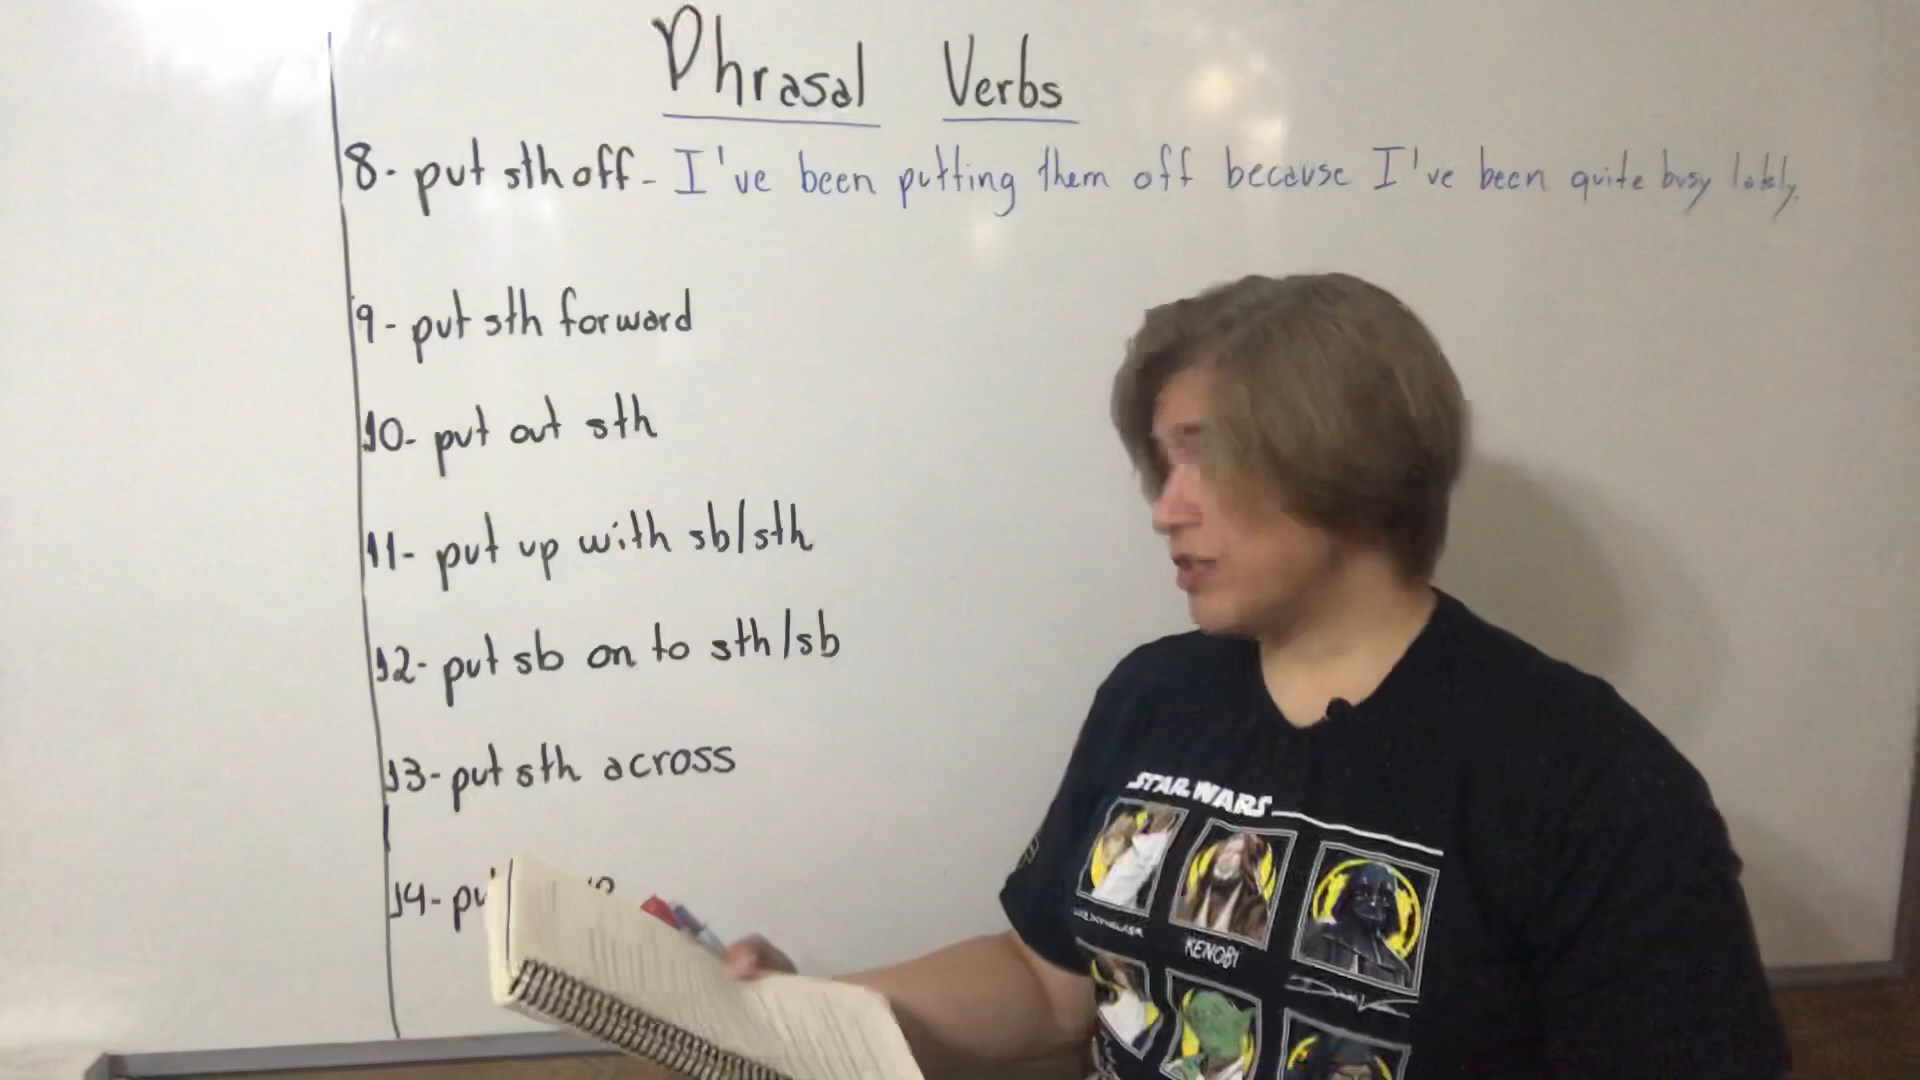 Phrasal Verbs
8- put sth off - I've been putting them off because I've been quite busy lately.
9- put sth forward
10- put out sth
11- put up with sb/sth
12- put sb on to sth/sb
13- put sth across
14-
STAR WARS
KENOBI